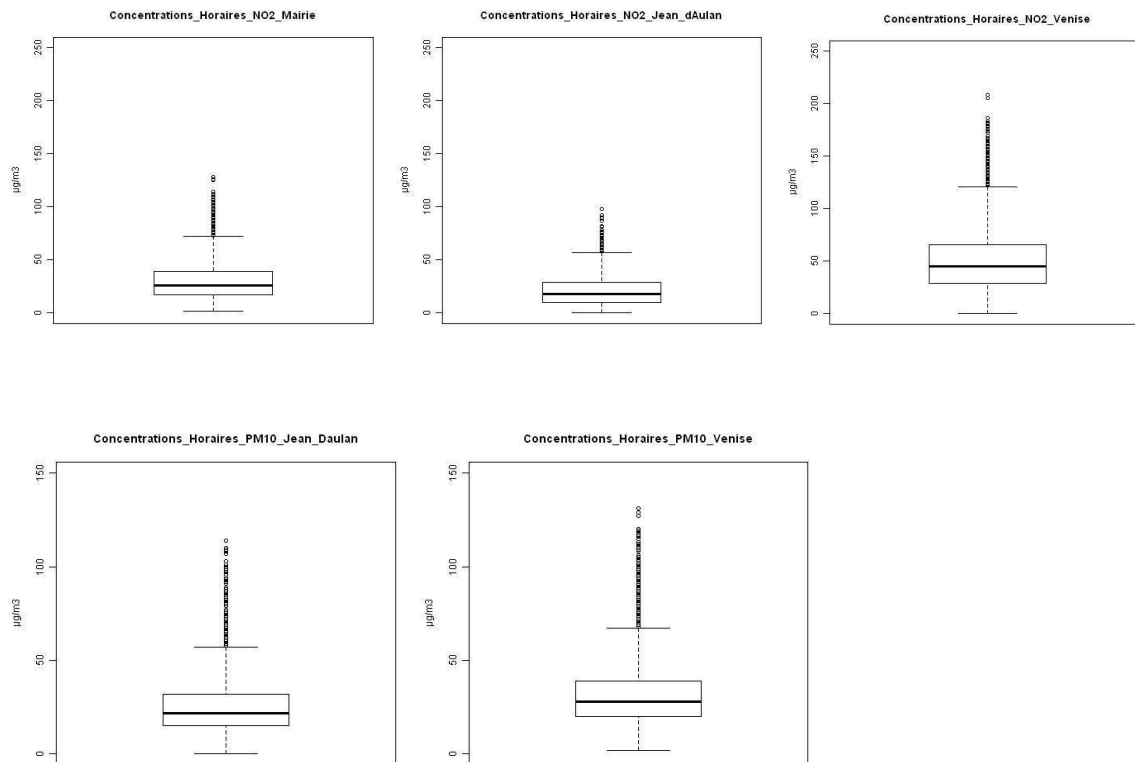 Concentrations_Horaires_NO2_Mairie
250
200
150
100
50
0
µg/m3
Concentrations_Horaires_NO2_Jean_dAulan
250
200
150
100
50
0
µg/m3
Concentrations_Horaires_NO2_Venise
250
200
150
100
50
0
µg/m3
Concentrations_Horaires_PM10_Jean_Daulan
150
100
50
0
µg/m3
Concentrations_Horaires_PM10_Venise
150
100
50
0
µg/m3